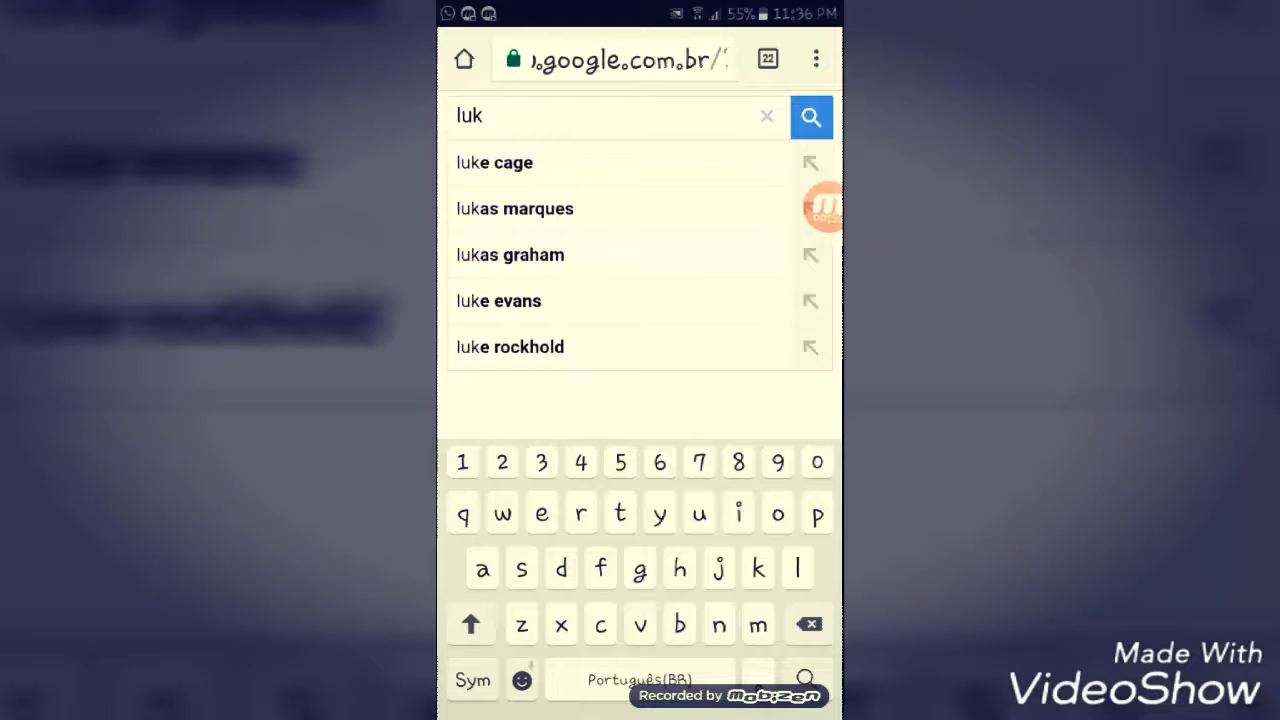 55% 11:36 PM
.google.com.br/
22
luk
luke cage
lukas marques
lukas graham
luke evans
luke rockhold
1 2 3 4 5 6 7 8 9 0
q w e r t y u i o p
a s d f g h j k l
z x c v b n m
Sym Português(BR)
Recorded by mobizen
Made With
VideoShow